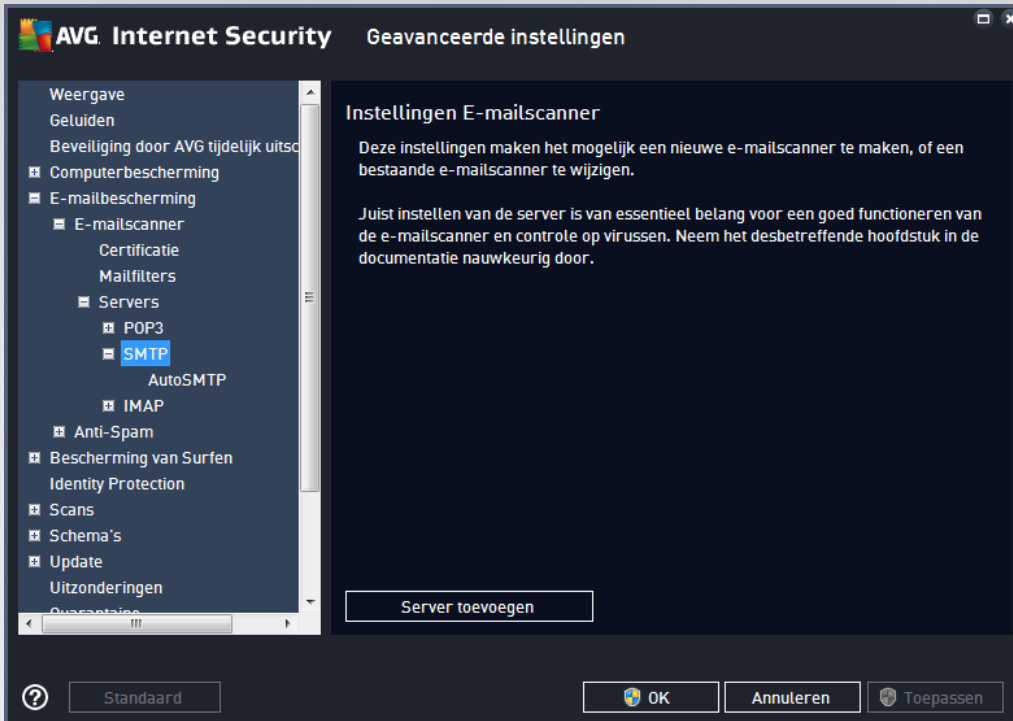 AVG. Internet Security Geavanceerde instellingen
Weergave
Geluiden
Beveiliging door AVG tijdelijk uitsc
Computerbescherming
E-mailbescherming
E-mailscanner
Certificatie
Mailfilters
Servers
POP3
SMTP
AutoSMTP
IMAP
Anti-Spam
Bescherming van Surfen
Identity Protection
Scans
Schema's
Update
Uitzonderingen
Quarantaine
Instellingen E-mailscanner
Deze instellingen maken het mogelijk een nieuwe e-mailscanner te maken, of een
bestaande e-mailscanner te wijzigen.
Juist instellen van de server is van essentieel belang voor een goed functioneren van
de e-mailscanner en controle op virussen. Neem het desbetreffende hoofdstuk in de
documentatie nauwkeurig door.
Server toevoegen
Standaard
OK
Annuleren
Toepassen